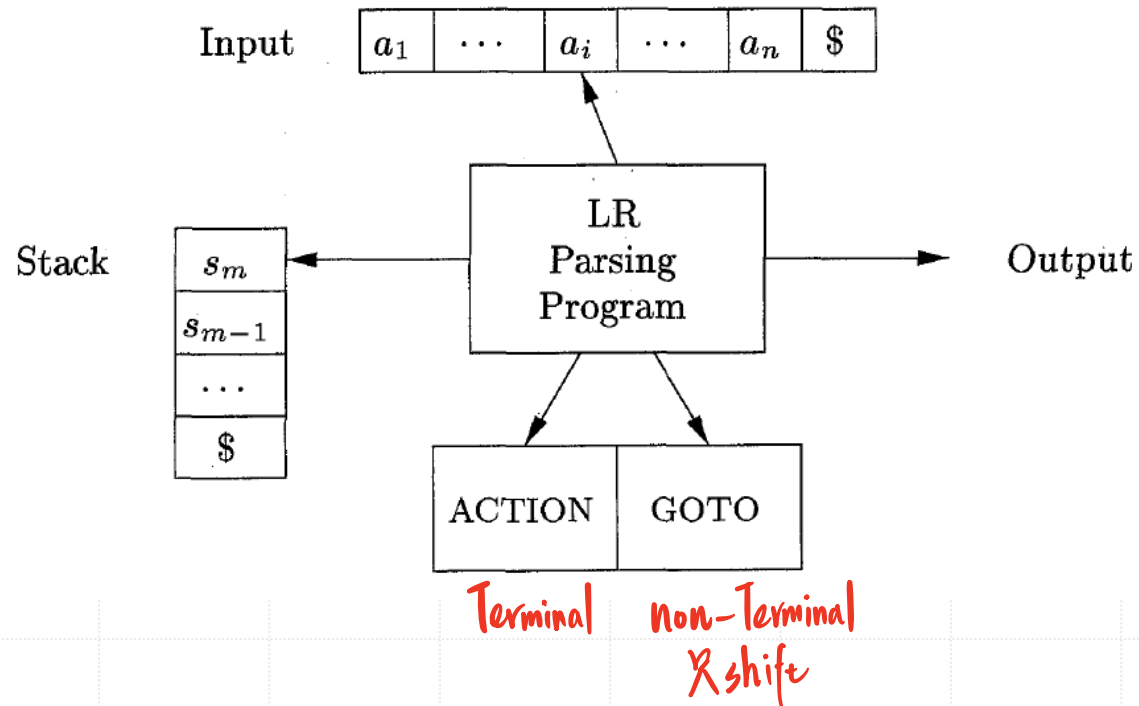 Input a₁ ⋯ aᵢ ⋯ aₙ $
LR
Parsing
Program
Stack
sₘ
sₘ₋₁
⋯
$
Output
ACTION GOTO
Terminal non-Terminal
shift